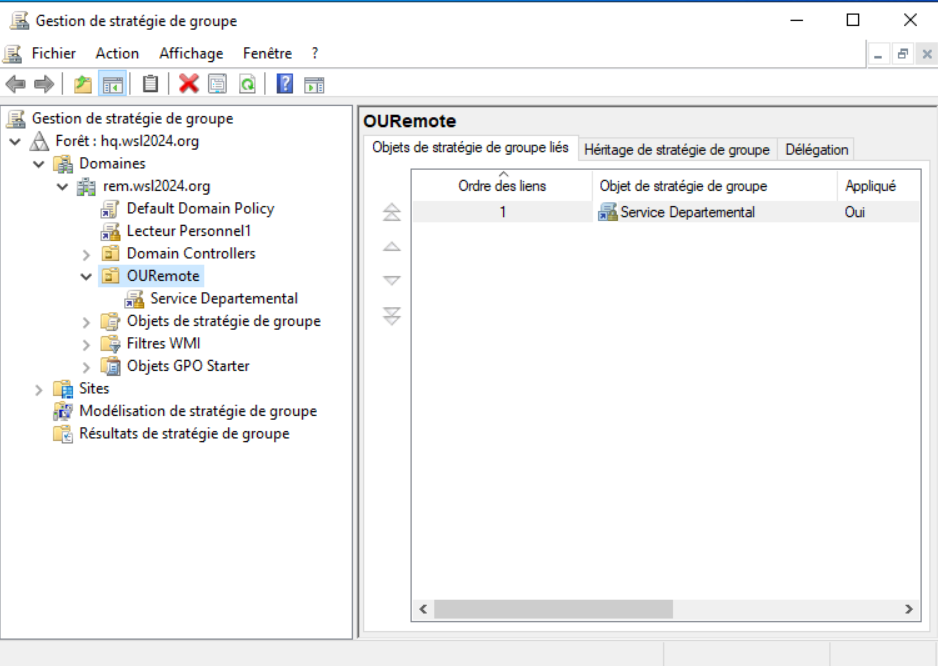 Gestion de stratégie de groupe
Fichier Action Affichage Fenêtre ?
Gestion de stratégie de groupe
Forêt : hq.wsl2024.org
Domaines
rem.wsl2024.org
Default Domain Policy
Lecteur Personnel1
Domain Controllers
OURemote
Service Departemental
Objets de stratégie de groupe
Filtres WMI
Objets GPO Starter
Sites
Modélisation de stratégie de groupe
Résultats de stratégie de groupe
OURemote
Objets de stratégie de groupe liés Héritage de stratégie de groupe Délégation
Ordre des liens Objet de stratégie de groupe Appliqué
1 Service Departemental Oui